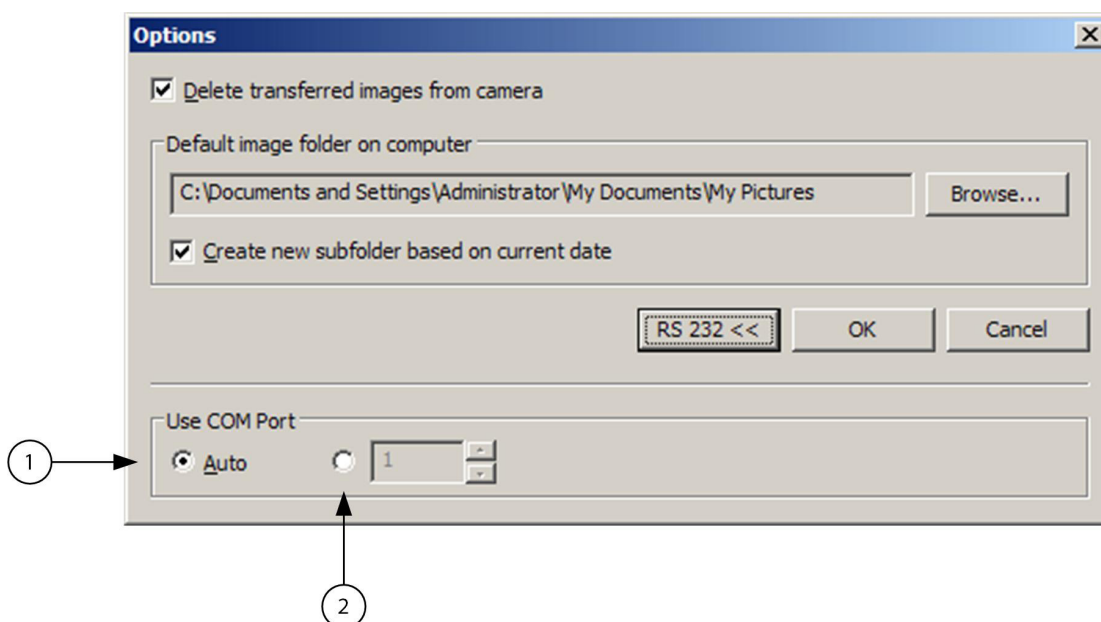 Options
Delete transferred images from camera
Default image folder on computer
C:\Documents and Settings\Administrator\My Documents\My Pictures
Browse...
Create new subfolder based on current date
RS 232 << OK Cancel
Use COM Port
1 Auto 1
2